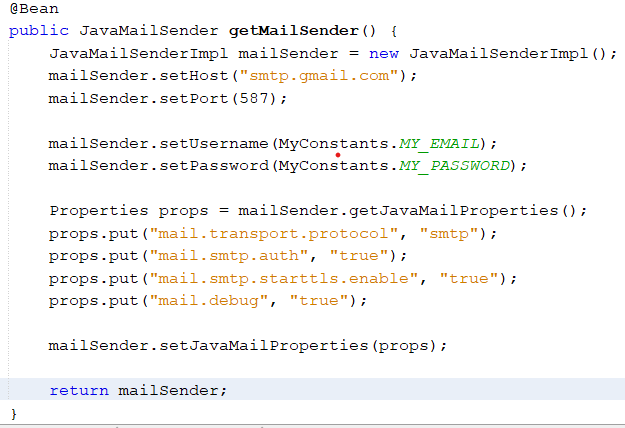 @Bean
public JavaMailSender getMailSender() {
    JavaMailSenderImpl mailSender = new JavaMailSenderImpl();
    mailSender.setHost("smtp.gmail.com");
    mailSender.setPort(587);

    mailSender.setUsername(MyConstants.MY_EMAIL);
    mailSender.setPassword(MyConstants.MY_PASSWORD);

    Properties props = mailSender.getJavaMailProperties();
    props.put("mail.transport.protocol", "smtp");
    props.put("mail.smtp.auth", "true");
    props.put("mail.smtp.starttls.enable", "true");
    props.put("mail.debug", "true");

    mailSender.setJavaMailProperties(props);

    return mailSender;
}